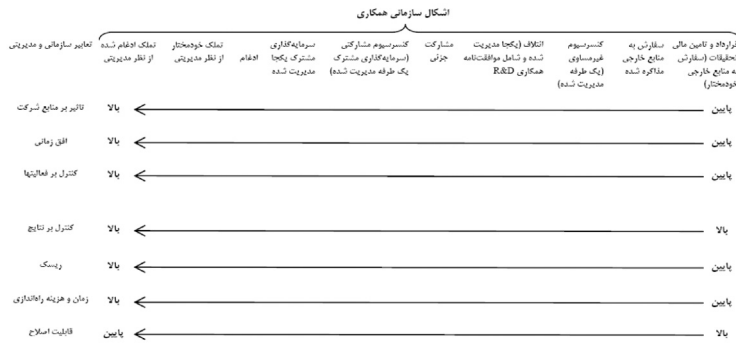 اشکال سازمانی همکاری
قرارداد و تامین مالی تحقیقات (سفارش به منابع خارجی خودمختار)
سفارش به منابع خارجی مذاکره شده
کنسرسیوم غیرمساوی (یک طرفه مدیریت شده)
ائتلاف (یکجا مدیریت شده و شامل موافقت‌نامه همکاری R&D)
مشارکت جزئی
کنسرسیوم مشارکتی (سرمایه‌گذاری مشترک یک طرفه مدیریت شده)
سرمایه‌گذاری مشترک یکجا مدیریت شده
ادغام
تملک خودمختار از نظر مدیریتی
تملک ادغام شده از نظر مدیریتی
تعابیر سازمانی و مدیریتی
پایین بالا تاثیر بر منابع شرکت
پایین بالا افق زمانی
پایین بالا کنترل بر فعالیتها
بالا بالا کنترل بر نتایج
پایین بالا ریسک
پایین بالا زمان و هزینه راه‌اندازی
بالا پایین قابلیت اصلاح